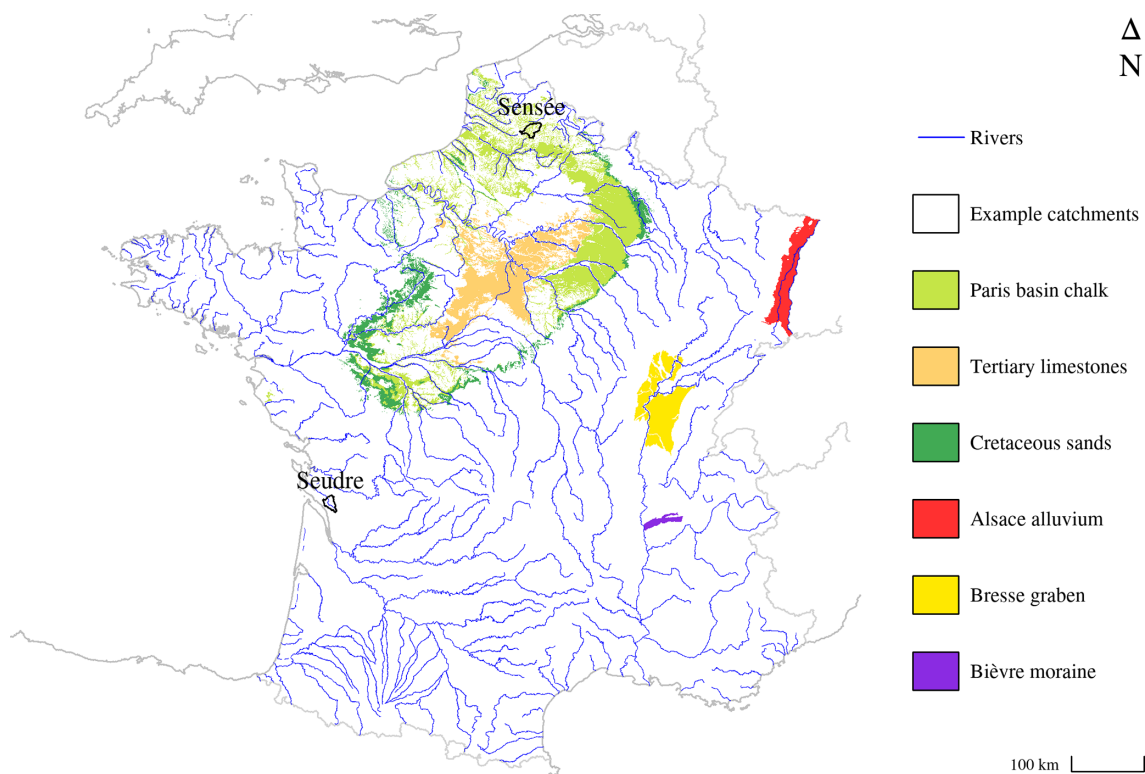 Δ
N
Sensée
Rivers
Example catchments
Paris basin chalk
Tertiary limestones
Cretaceous sands
Seudre
Alsace alluvium
Bresse graben
Bièvre moraine
100 km